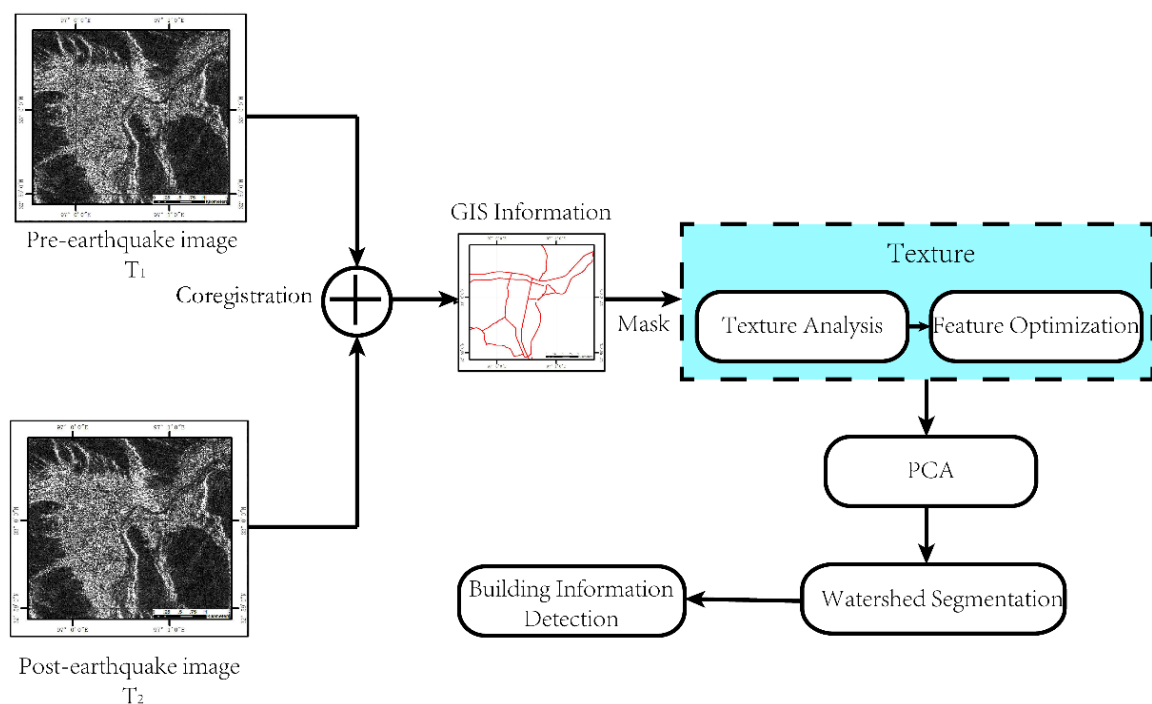 Pre-earthquake image
T₁
Coregistration
GIS Information
Mask
Texture
Texture Analysis
Feature Optimization
PCA
Watershed Segmentation
Building Information
Detection
Post-earthquake image
T₂